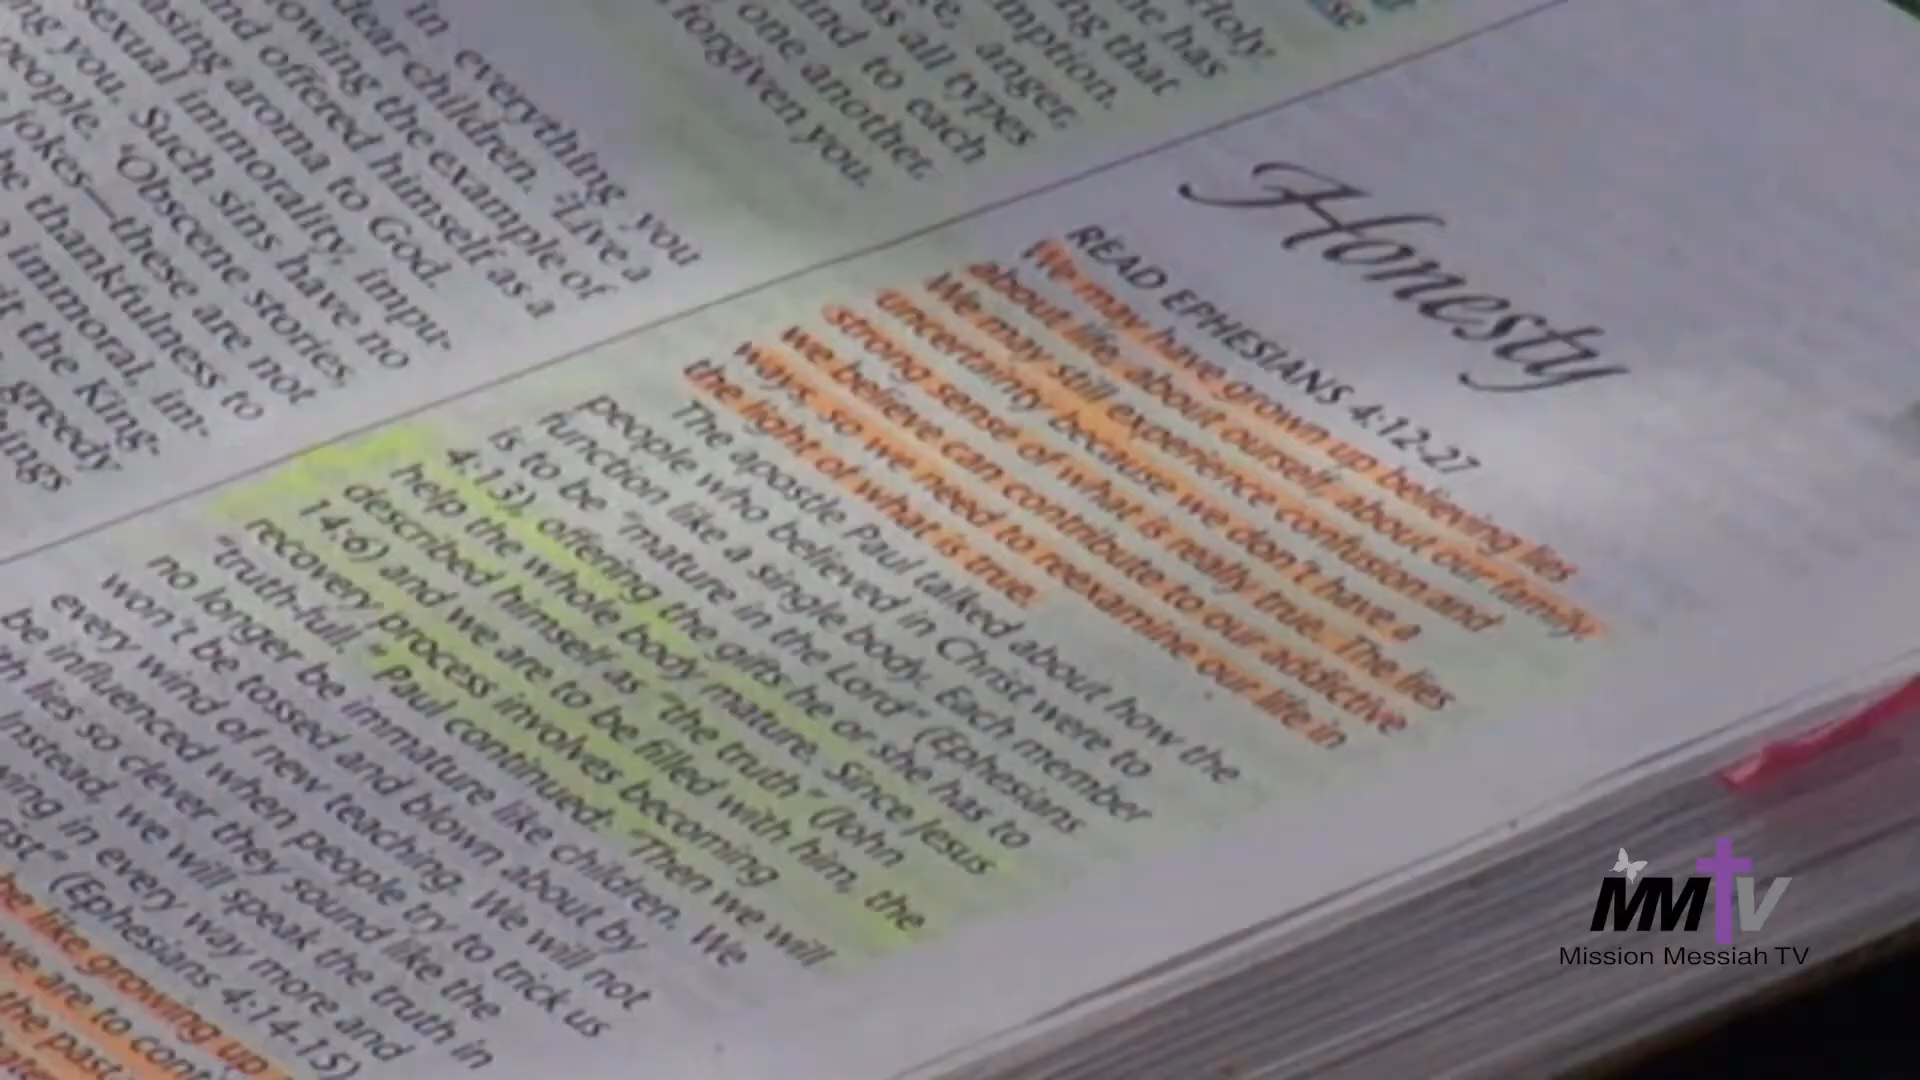 Holy
he has
that
anger,
as all types
to each
one another,
forgiven you.
in everything you
dear children. 2Live a
the example of
offered himself as a
aroma to God.
sexual immorality, impu-
you. Such sins have no
people. 4Obscene stories,
jokes—these are not
be thankfulness to
immoral, im-
the King-
greedy
Honesty
READ EPHESIANS 4:12-27
We may have grown up believing lies
about life, about ourself, about our family.
We may still experience confusion and
uncertainty because we don't have a
strong sense of what is really true. The lies
we believe can contribute to our addictive
ways, so we need to reexamine our life in
the light of what is true.
The apostle Paul talked about how the
people who believed in Christ were to
function like a single body. Each member
is to be "mature in the Lord" (Ephesians
4:13), offering the gifts he or she has to
help the whole body mature. Since Jesus
described himself as "the truth" (John
14:6) and we are to be filled with him, the
recovery process involves becoming
"truth-full." Paul continued: "Then we will
no longer be immature like children. We
won't be tossed and blown about by
every wind of new teaching. We will not
be influenced when people try to trick us
lies so clever they sound like the
Instead, we will speak the truth in
in every way more and
(Ephesians 4:14-15)
be like growing up
we are to
the past
MMTV
Mission Messiah TV